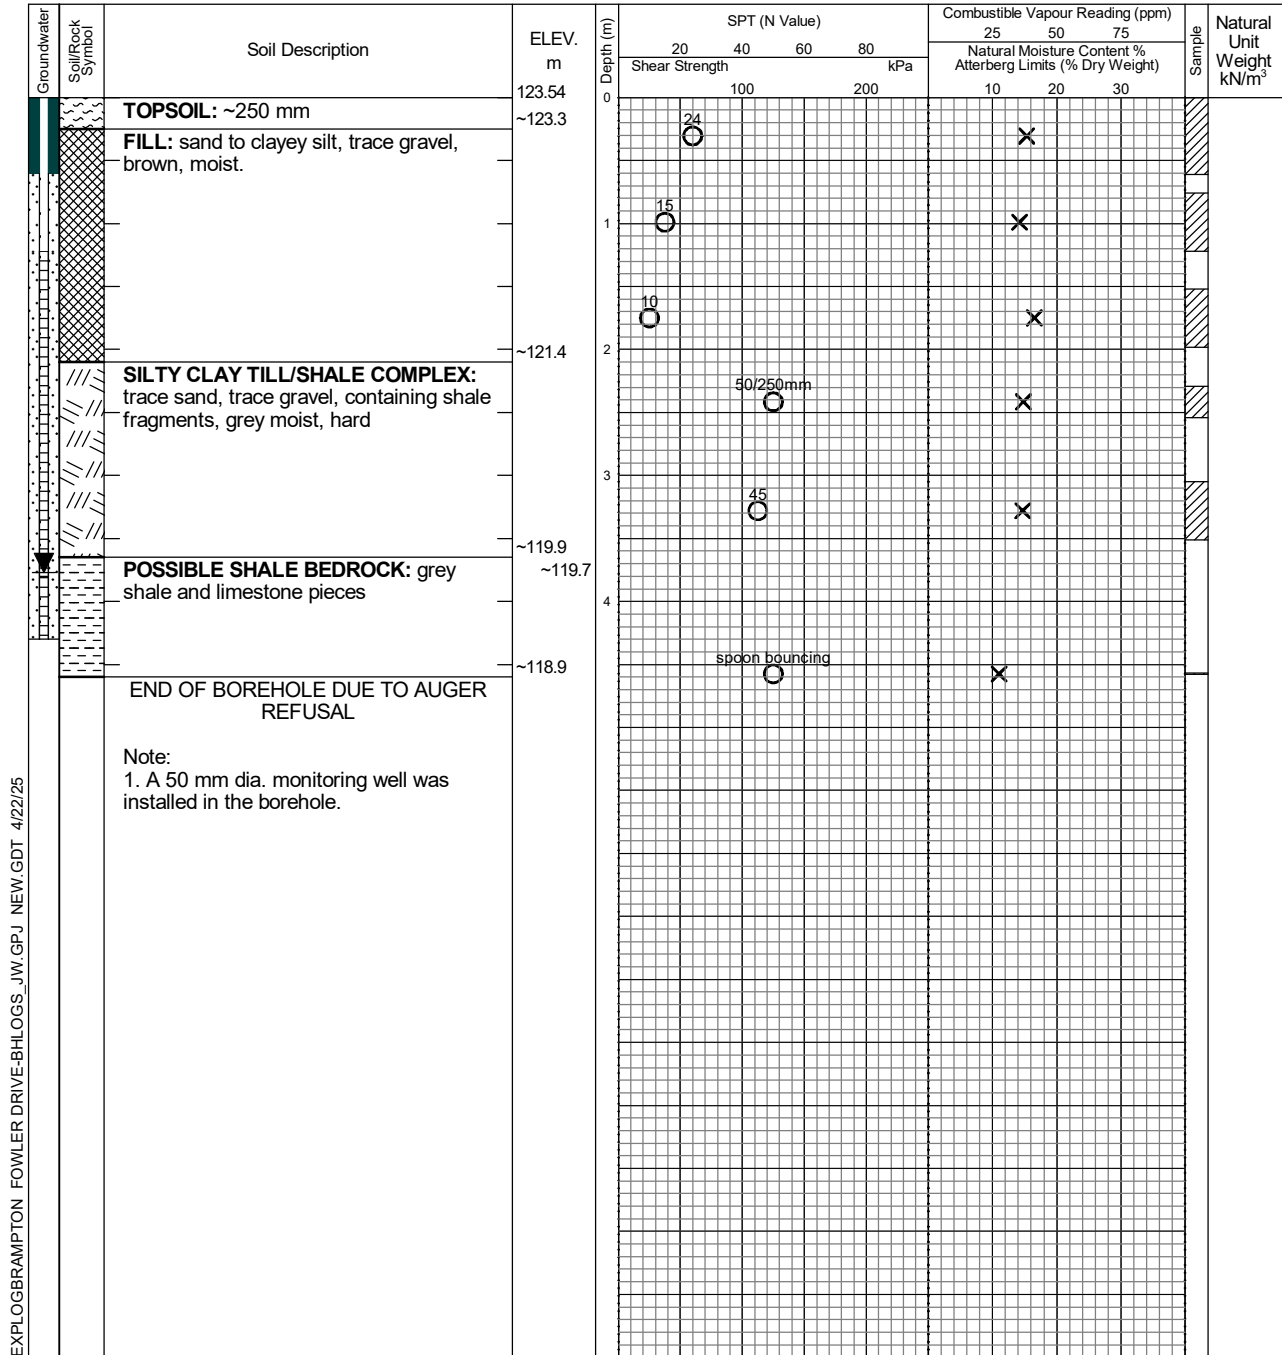 Groundwater
Soil/Rock
Symbol
Soil Description
ELEV.
m
Depth (m)
SPT (N Value)
20 40 60 80
Shear Strength kPa
100 200
Combustible Vapour Reading (ppm)
25 50 75
Natural Moisture Content %
Atterberg Limits (% Dry Weight)
10 20 30
Sample
Natural
Unit
Weight
kN/m³
123.54
0
TOPSOIL: ~250 mm
~123.3
FILL: sand to clayey silt, trace gravel,
brown, moist.
24
15
1
10
~121.4
2
SILTY CLAY TILL/SHALE COMPLEX:
trace sand, trace gravel, containing shale
fragments, grey moist, hard
50/250mm
3
45
~119.9
POSSIBLE SHALE BEDROCK: grey
shale and limestone pieces
~119.7
4
spoon bouncing
~118.9
END OF BOREHOLE DUE TO AUGER
REFUSAL
Note:
1. A 50 mm dia. monitoring well was
installed in the borehole.
EXPLOGBRAMPTON FOWLER DRIVE-BHLOGS_JW.GPJ NEW.GDT 4/22/25